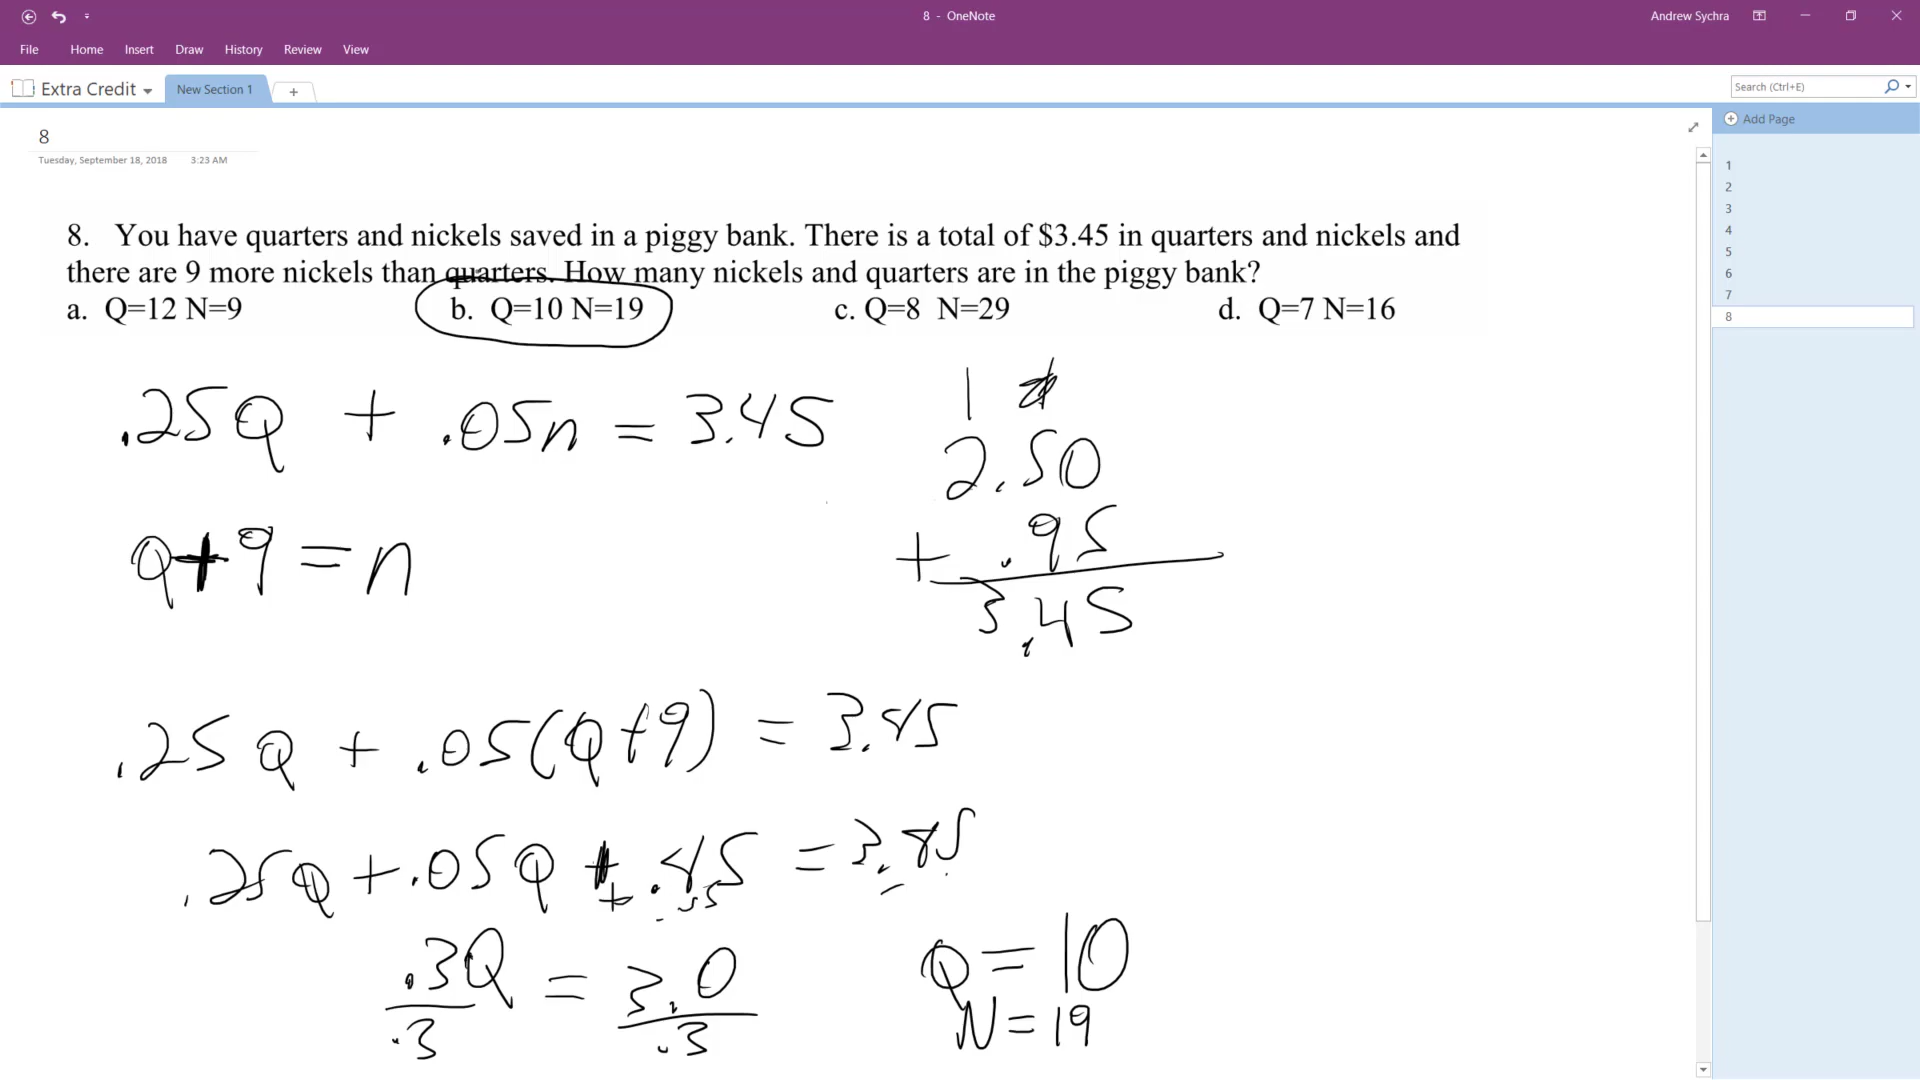 8 - OneNote
Andrew Sychra
File Home Insert Draw History Review View
Extra Credit New Section 1 +
Search (Ctrl+E)
Add Page
8
Tuesday, September 18, 2018 3:23 AM
1
2
3
4
5
6
7
8
8. You have quarters and nickels saved in a piggy bank. There is a total of $3.45 in quarters and nickels and
there are 9 more nickels than quarters. How many nickels and quarters are in the piggy bank?
a. Q=12 N=9 b. Q=10 N=19 c. Q=8 N=29 d. Q=7 N=16
.25Q + .05n = 3.45
Q+9 = n
1
2.50
+ .95
3.45
.25Q + .05(Q+9) = 3.45
.25Q + .05Q + .45 = 3.45
.3Q = 3.0
.3 .3
Q = 10
N = 19